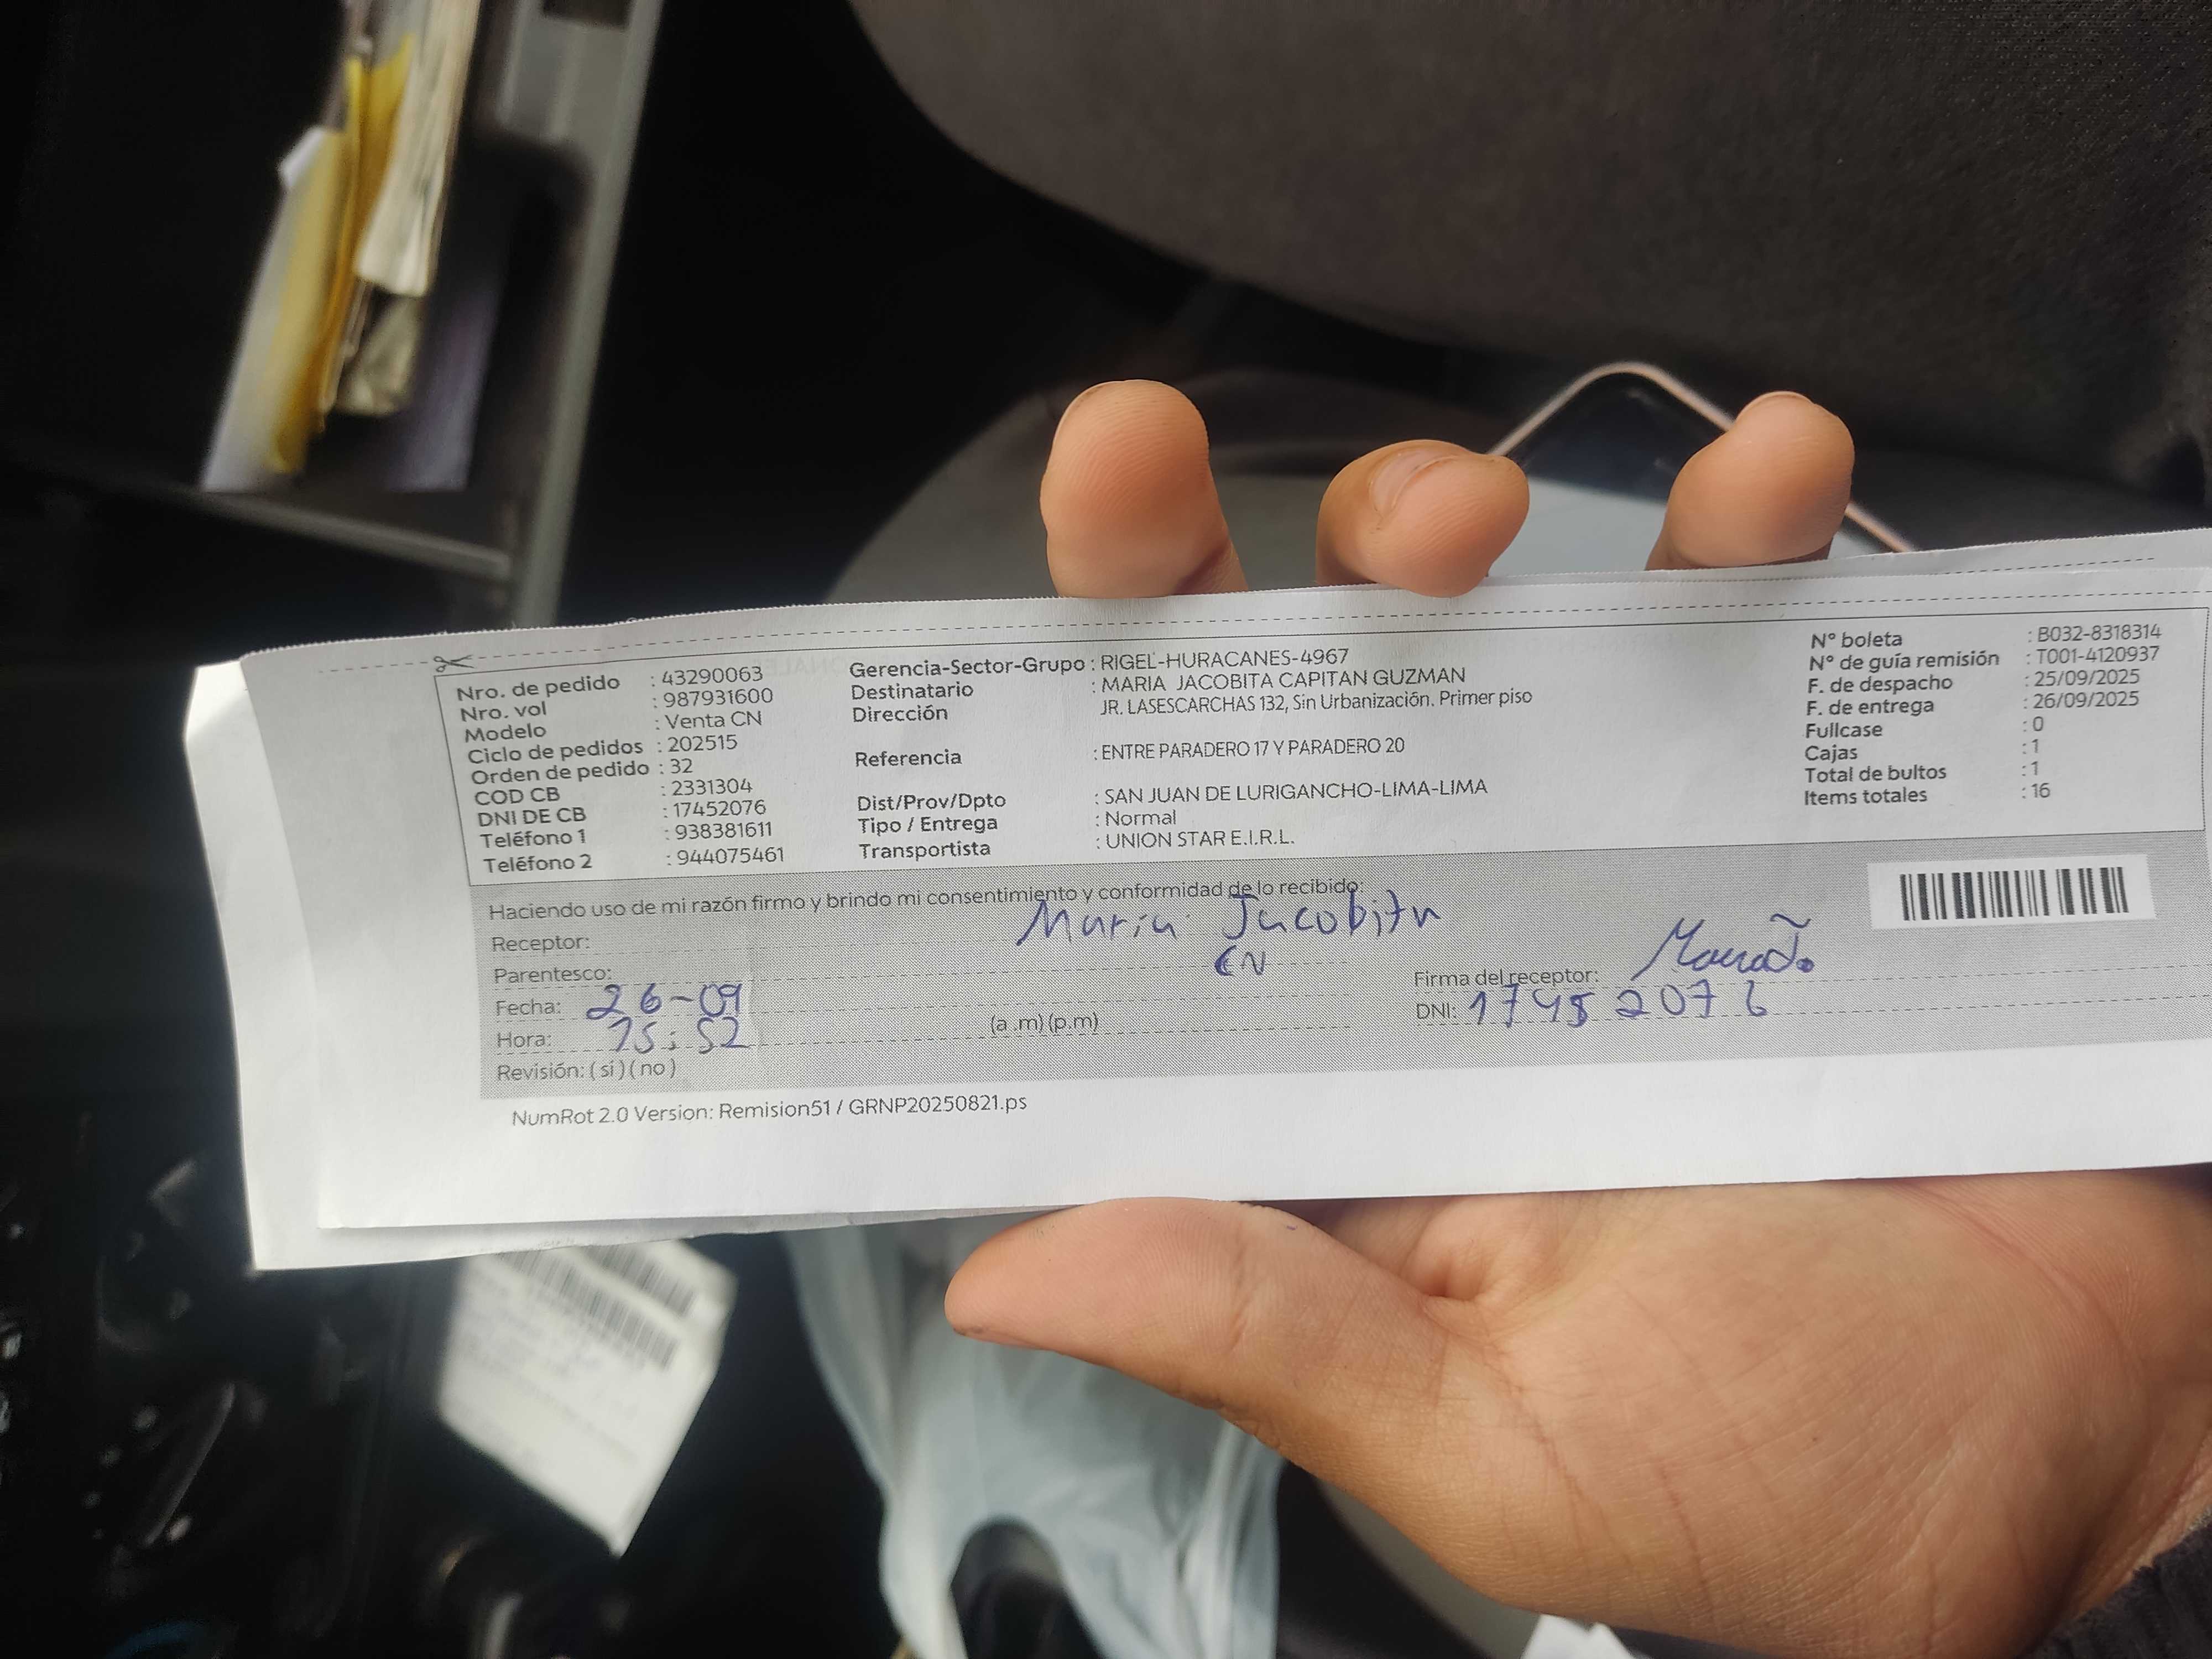 Nro. de pedido : 43290063
Nro. vol : 987931600
Modelo : Venta CN
Ciclo de pedidos : 202515
Orden de pedido : 32
COD CB : 2331304
DNI DE CB : 17452076
Teléfono 1 : 938381611
Teléfono 2 : 944075461
Gerencia-Sector-Grupo : RIGEL-HURACANES-4967
Destinatario : MARIA JACOBITA CAPITAN GUZMAN
Dirección JR. LASESCARCHAS 132, Sin Urbanización. Primer piso
Referencia : ENTRE PARADERO 17 Y PARADERO 20
Dist/Prov/Dpto : SAN JUAN DE LURIGANCHO-LIMA-LIMA
Tipo / Entrega : Normal
Transportista : UNION STAR E.I.R.L.
N° boleta : B032-8318314
N° de guía remisión : T001-4120937
F. de despacho : 25/09/2025
F. de entrega : 26/09/2025
Fullcase : 0
Cajas : 1
Total de bultos : 1
Items totales : 16
Haciendo uso de mi razón firmo y brindo mi consentimiento y conformidad de lo recibido:
Receptor: Maria Jacobita
Parentesco: CN
Fecha: 26-09
Hora: 15:52 (a .m) (p.m)
Revisión: ( si ) ( no )
Firma del receptor:
DNI: 17452076
NumRot 2.0 Version: Remision51 / GRNP20250821.ps